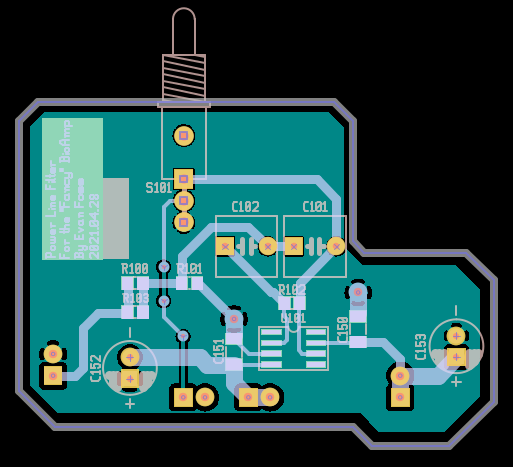 S101
C102
C101
Power Line Filter
For the "Fancy" BioAmp
By Evan Foss
2021.04.28
R100
R101
R102
R103
U101
C150
C151
C152
C153